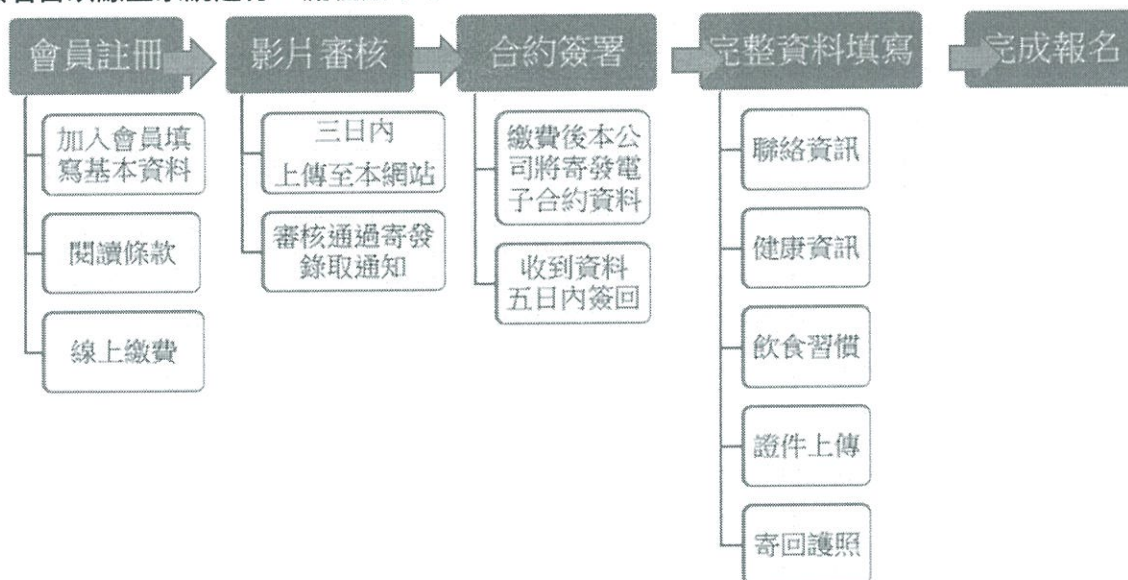 會員註冊
影片審核
合約簽署
完整資料填寫
完成報名
加入會員填
寫基本資料
閱讀條款
線上繳費
三日內
上傳至本網站
審核通過寄發
錄取通知
繳費後本公
司將寄發電
子合約資料
收到資料
五日內簽回
聯絡資訊
健康資訊
飲食習慣
證件上傳
寄回護照